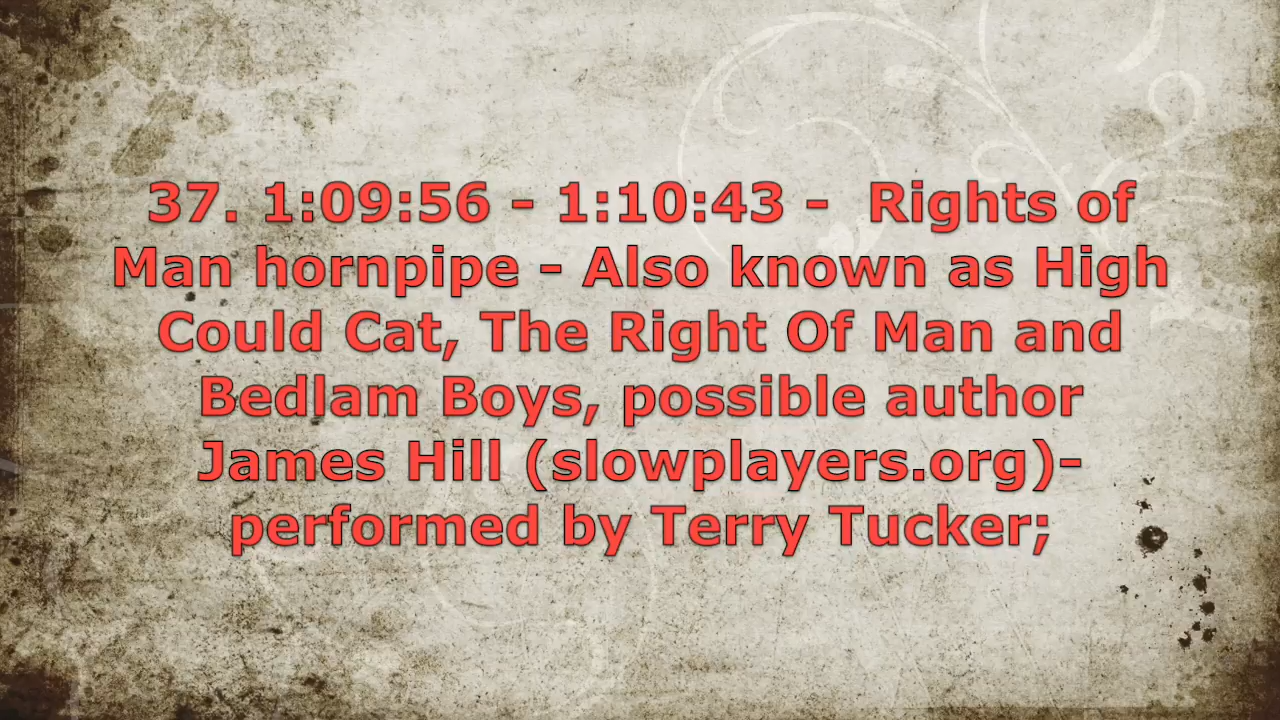 37. 1:09:56 - 1:10:43 -  Rights of
Man hornpipe - Also known as High
Could Cat, The Right Of Man and
Bedlam Boys, possible author
James Hill (slowplayers.org)-
performed by Terry Tucker;